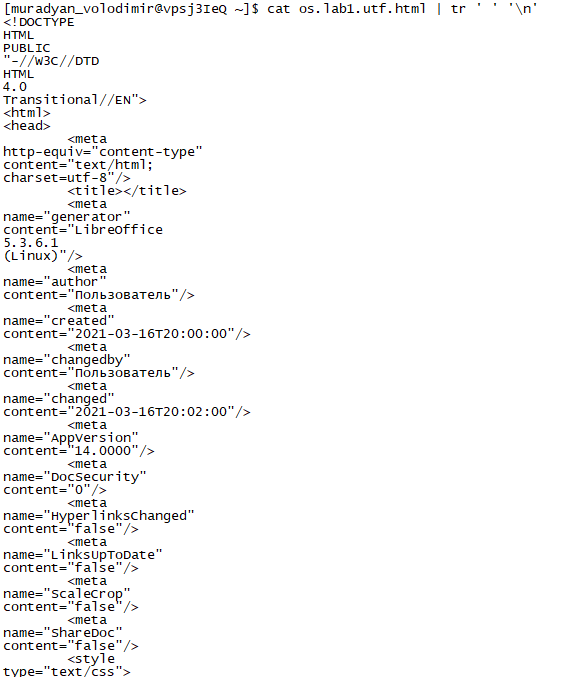 [muradyan_volodimir@vpsj3IeQ ~]$ cat os.lab1.utf.html | tr ' ' '\n'
<!DOCTYPE
HTML
PUBLIC
"-//W3C//DTD
HTML
4.0
Transitional//EN">
<html>
<head>
        <meta
http-equiv="content-type"
content="text/html;
charset=utf-8"/>
        <title></title>
        <meta
name="generator"
content="LibreOffice
5.3.6.1
(Linux)"/>
        <meta
name="author"
content="Пользователь"/>
        <meta
name="created"
content="2021-03-16T20:00:00"/>
        <meta
name="changedby"
content="Пользователь"/>
        <meta
name="changed"
content="2021-03-16T20:02:00"/>
        <meta
name="AppVersion"
content="14.0000"/>
        <meta
name="DocSecurity"
content="0"/>
        <meta
name="HyperlinksChanged"
content="false"/>
        <meta
name="LinksUpToDate"
content="false"/>
        <meta
name="ScaleCrop"
content="false"/>
        <meta
name="ShareDoc"
content="false"/>
        <style
type="text/css">